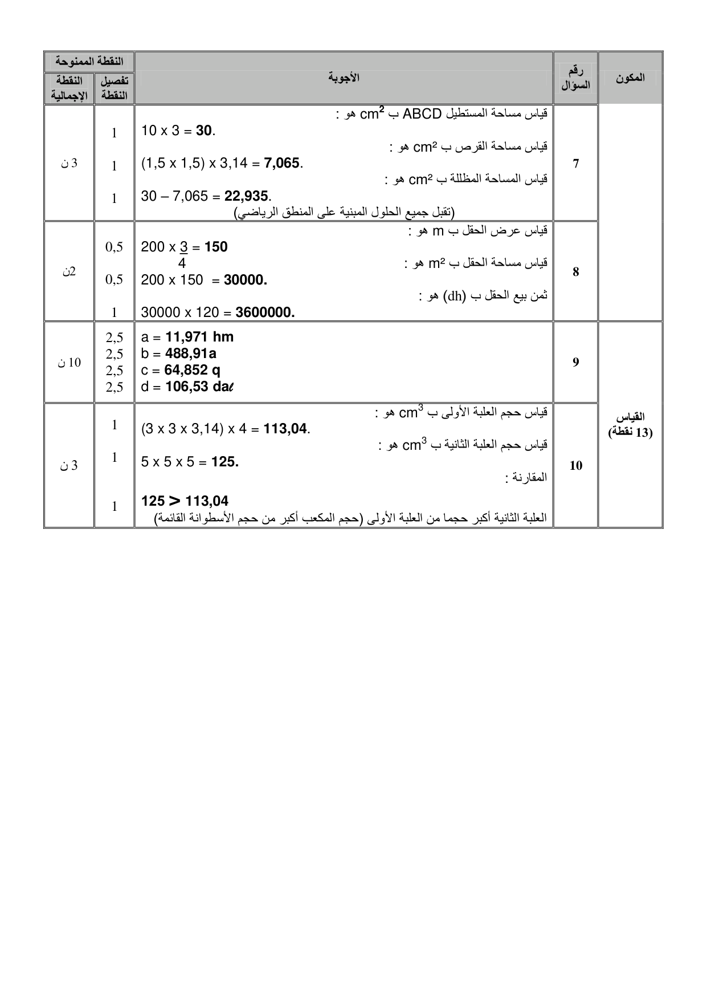 المكون
رقم السؤال
الأجوبة
النقطة الممنوحة
تفصيل النقطة
النقطة الإجمالية
7
قياس مساحة المستطيل ABCD ب cm² هو :
10 x 3 = 30.
1
قياس مساحة القرص ب cm² هو :
(1,5 x 1,5) x 3,14 = 7,065.
1
قياس المساحة المظللة ب cm² هو :
30 – 7,065 = 22,935.
1
(تقبل جميع الحلول المبنية على المنطق الرياضي)
3 ن
8
قياس عرض الحقل ب m هو :
200 x 3 = 150
4
0,5
قياس مساحة الحقل ب m² هو :
200 x 150 = 30000.
0,5
ثمن بيع الحقل ب (dh) هو :
30000 x 120 = 3600000.
1
2ن
القياس
(13 نقطة)
9
a = 11,971 hm
2,5
b = 488,91a
2,5
c = 64,852 q
2,5
d = 106,53 daℓ
2,5
10 ن
10
قياس حجم العلبة الأولى ب cm³ هو :
(3 x 3 x 3,14) x 4 = 113,04.
1
قياس حجم العلبة الثانية ب cm³ هو :
5 x 5 x 5 = 125.
1
المقارنة :
125 > 113,04
1
العلبة الثانية أكبر حجما من العلبة الأولى (حجم المكعب أكبر من حجم الأسطوانة القائمة)
3 ن